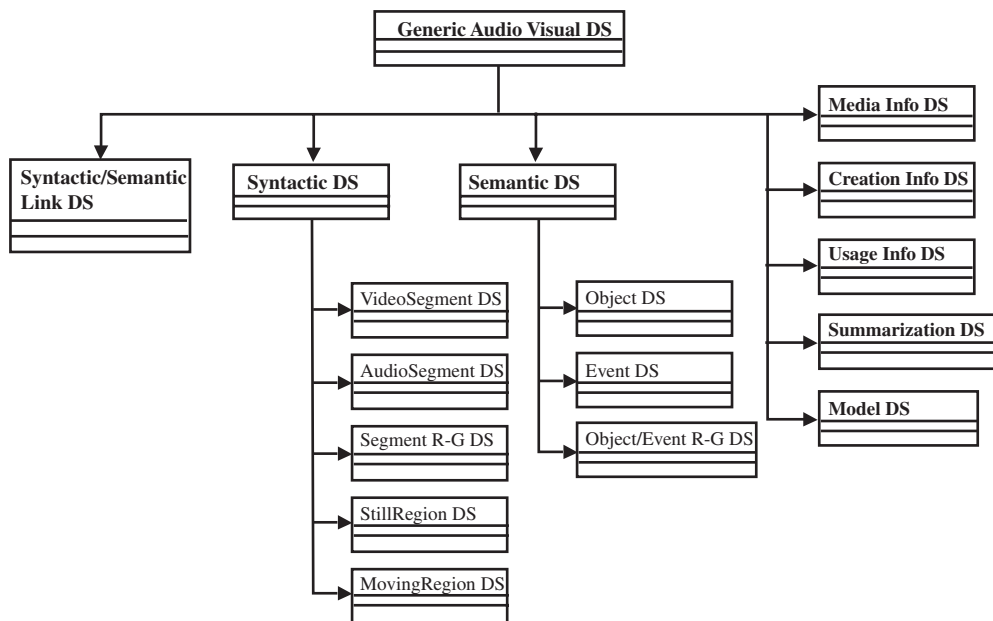 Generic Audio Visual DS
Media Info DS
Syntactic/Semantic
Link DS
Syntactic DS
Semantic DS
Creation Info DS
Usage Info DS
Summarization DS
Model DS
VideoSegment DS
AudioSegment DS
Segment R-G DS
StillRegion DS
MovingRegion DS
Object DS
Event DS
Object/Event R-G DS